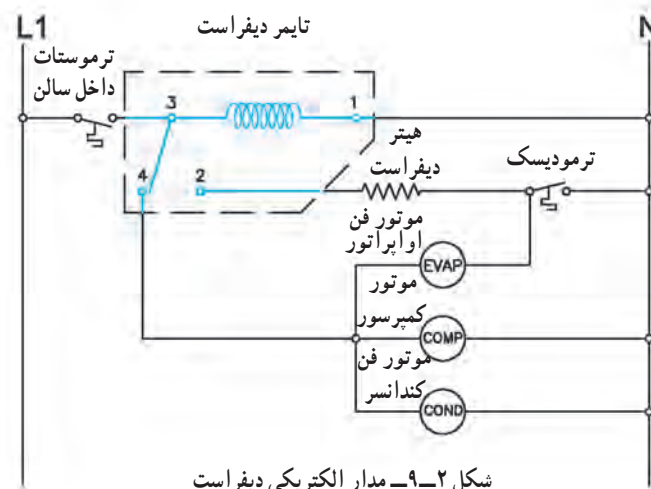 L1
تایمر دیفراست
N
ترموستات
داخل سالن
3
1
4
2
هیتر
دیفراست
ترمودیسک
موتور فن
اواپراتور
EVAP
موتور
کمپرسور
COMP
موتور فن
کندانسر
COND
شکل ۲ــ۹ــ مدار الکتریکی دیفراست